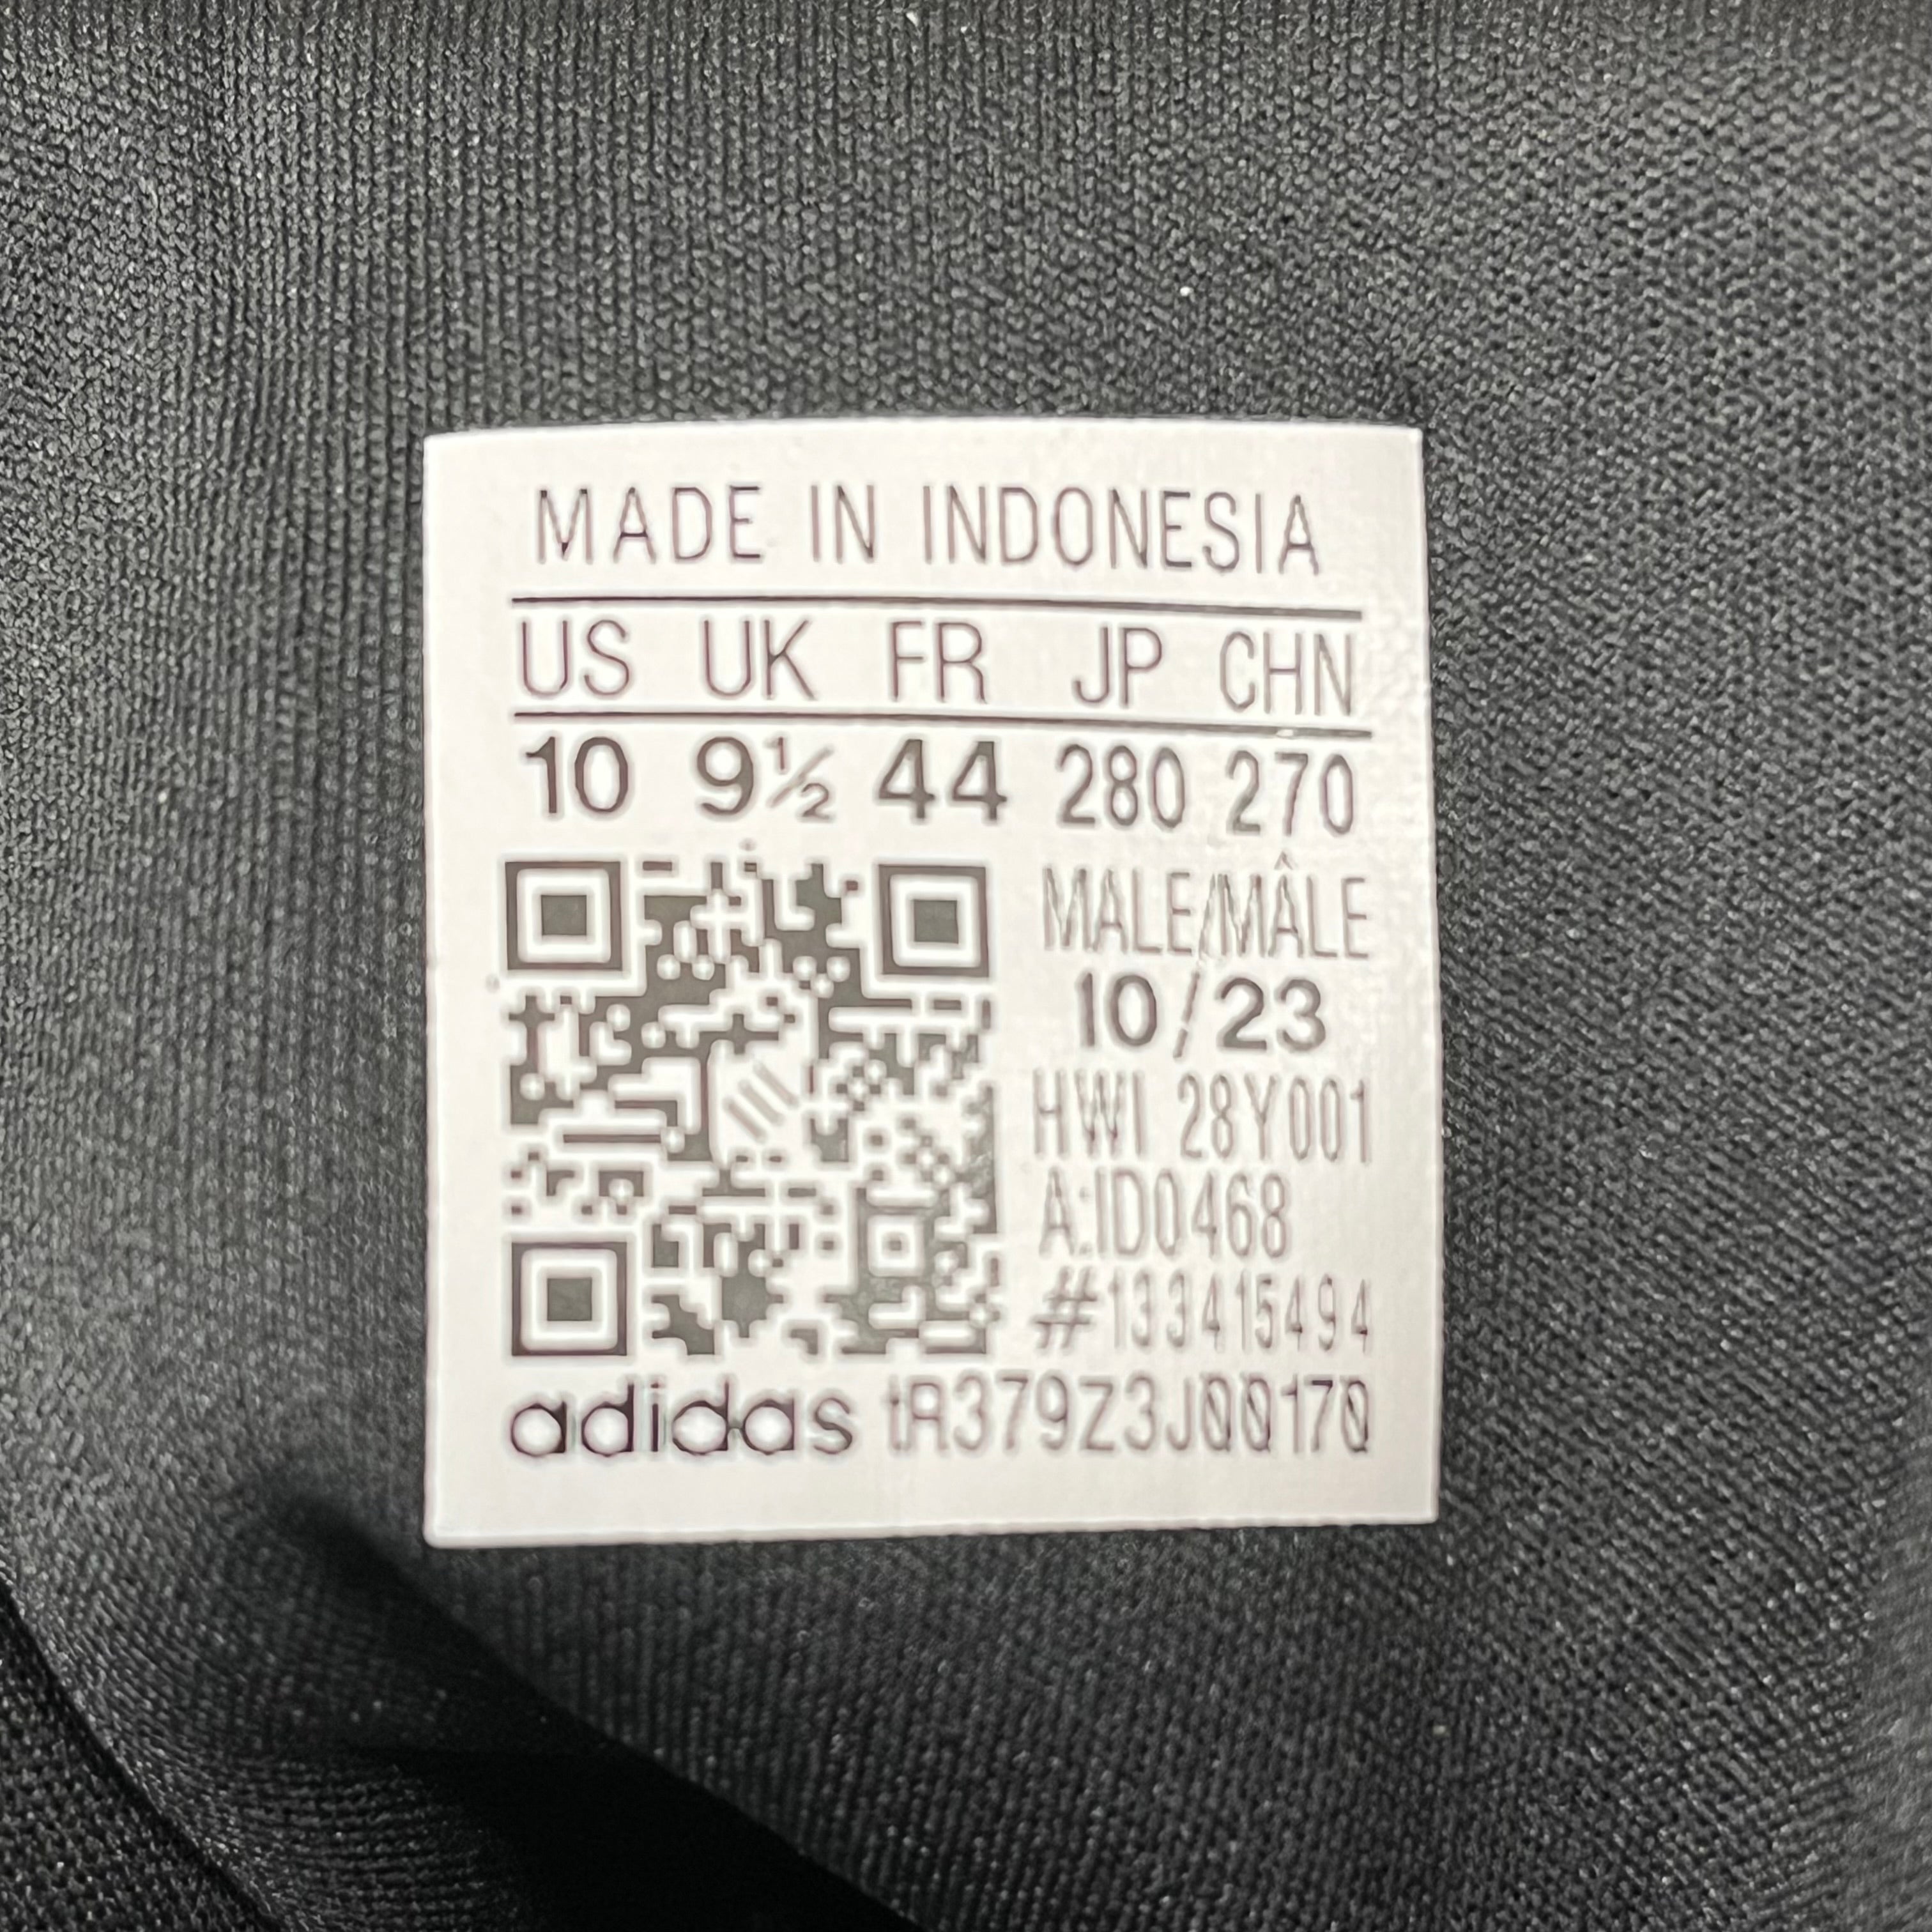 MADE IN INDONESIA
US UK FR JP CHN
10 9½ 44 280 270
MALE/MÂLE
10/23
HWI 28Y001
A:ID0468
#133415494
adidas tR379Z3J00170